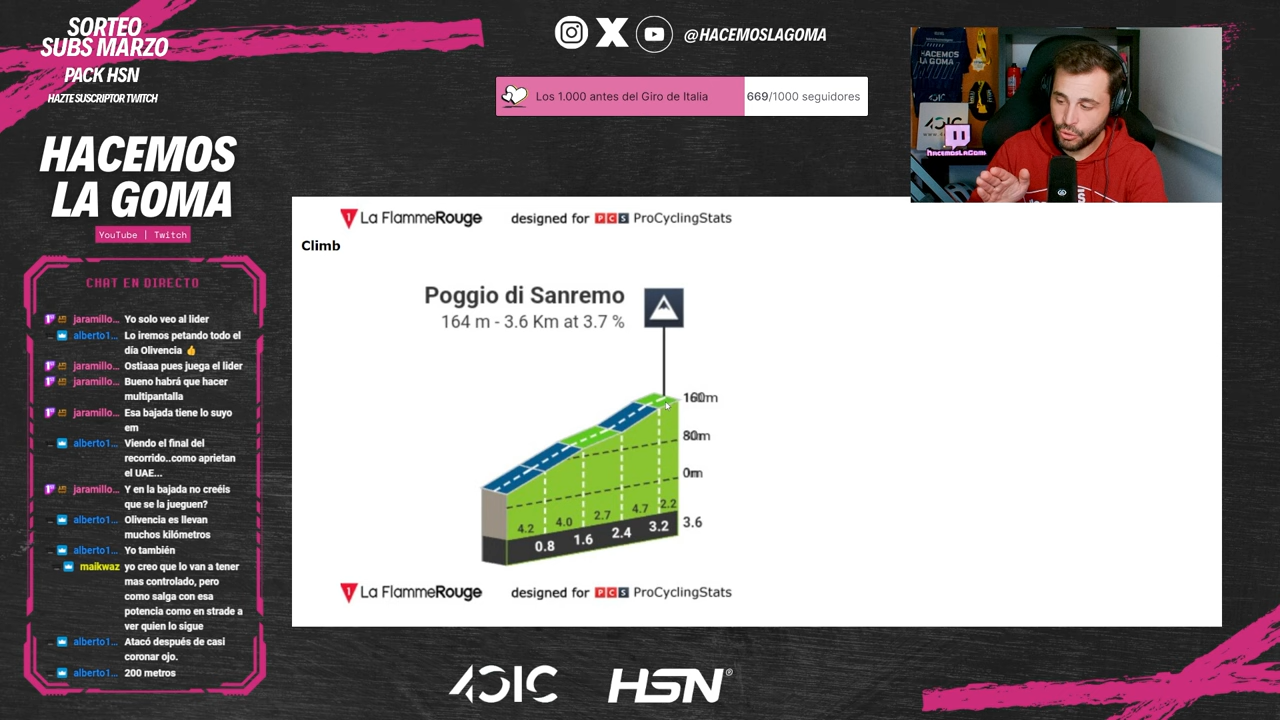 SORTEO
SUBS MARZO
PACK HSN
HAZTE SUSCRIPTOR TWITCH
@HACEMOSLAGOMA
Los 1.000 antes del Giro de Italia
669/1000 seguidores
HACEMOS
LA GOMA
YouTube | Twitch
CHAT EN DIRECTO
jaramillo... Yo solo veo al lider
alberto1... Lo iremos petando todo el
día Olivencia 👍
jaramillo... Ostiaaa pues juega el lider
jaramillo... Bueno habrá que hacer
multipantalla
jaramillo... Esa bajada tiene lo suyo
em
alberto1... Viendo el final del
recorrido..como aprietan
el UAE...
jaramillo... Y en la bajada no creéis
que se la jueguen?
alberto1... Olivencia es llevan
muchos kilómetros
alberto1... Yo también
maikwaz yo creo que lo van a tener
mas controlado, pero
como salga con esa
potencia como en strade a
ver quien lo sigue
alberto1... Atacó después de casi
coronar ojo.
alberto1... 200 metros
HACEMOS
LA GOMA
HACEMOSLAGOMA
La FlammeRouge designed for PCS ProCyclingStats
Climb
Poggio di Sanremo
164 m - 3.6 Km at 3.7 %
160m
80m
0m
4.2 4.0 2.7 4.7 2.2
0.8 1.6 2.4 3.2 3.6
La FlammeRouge designed for PCS ProCyclingStats
HSN